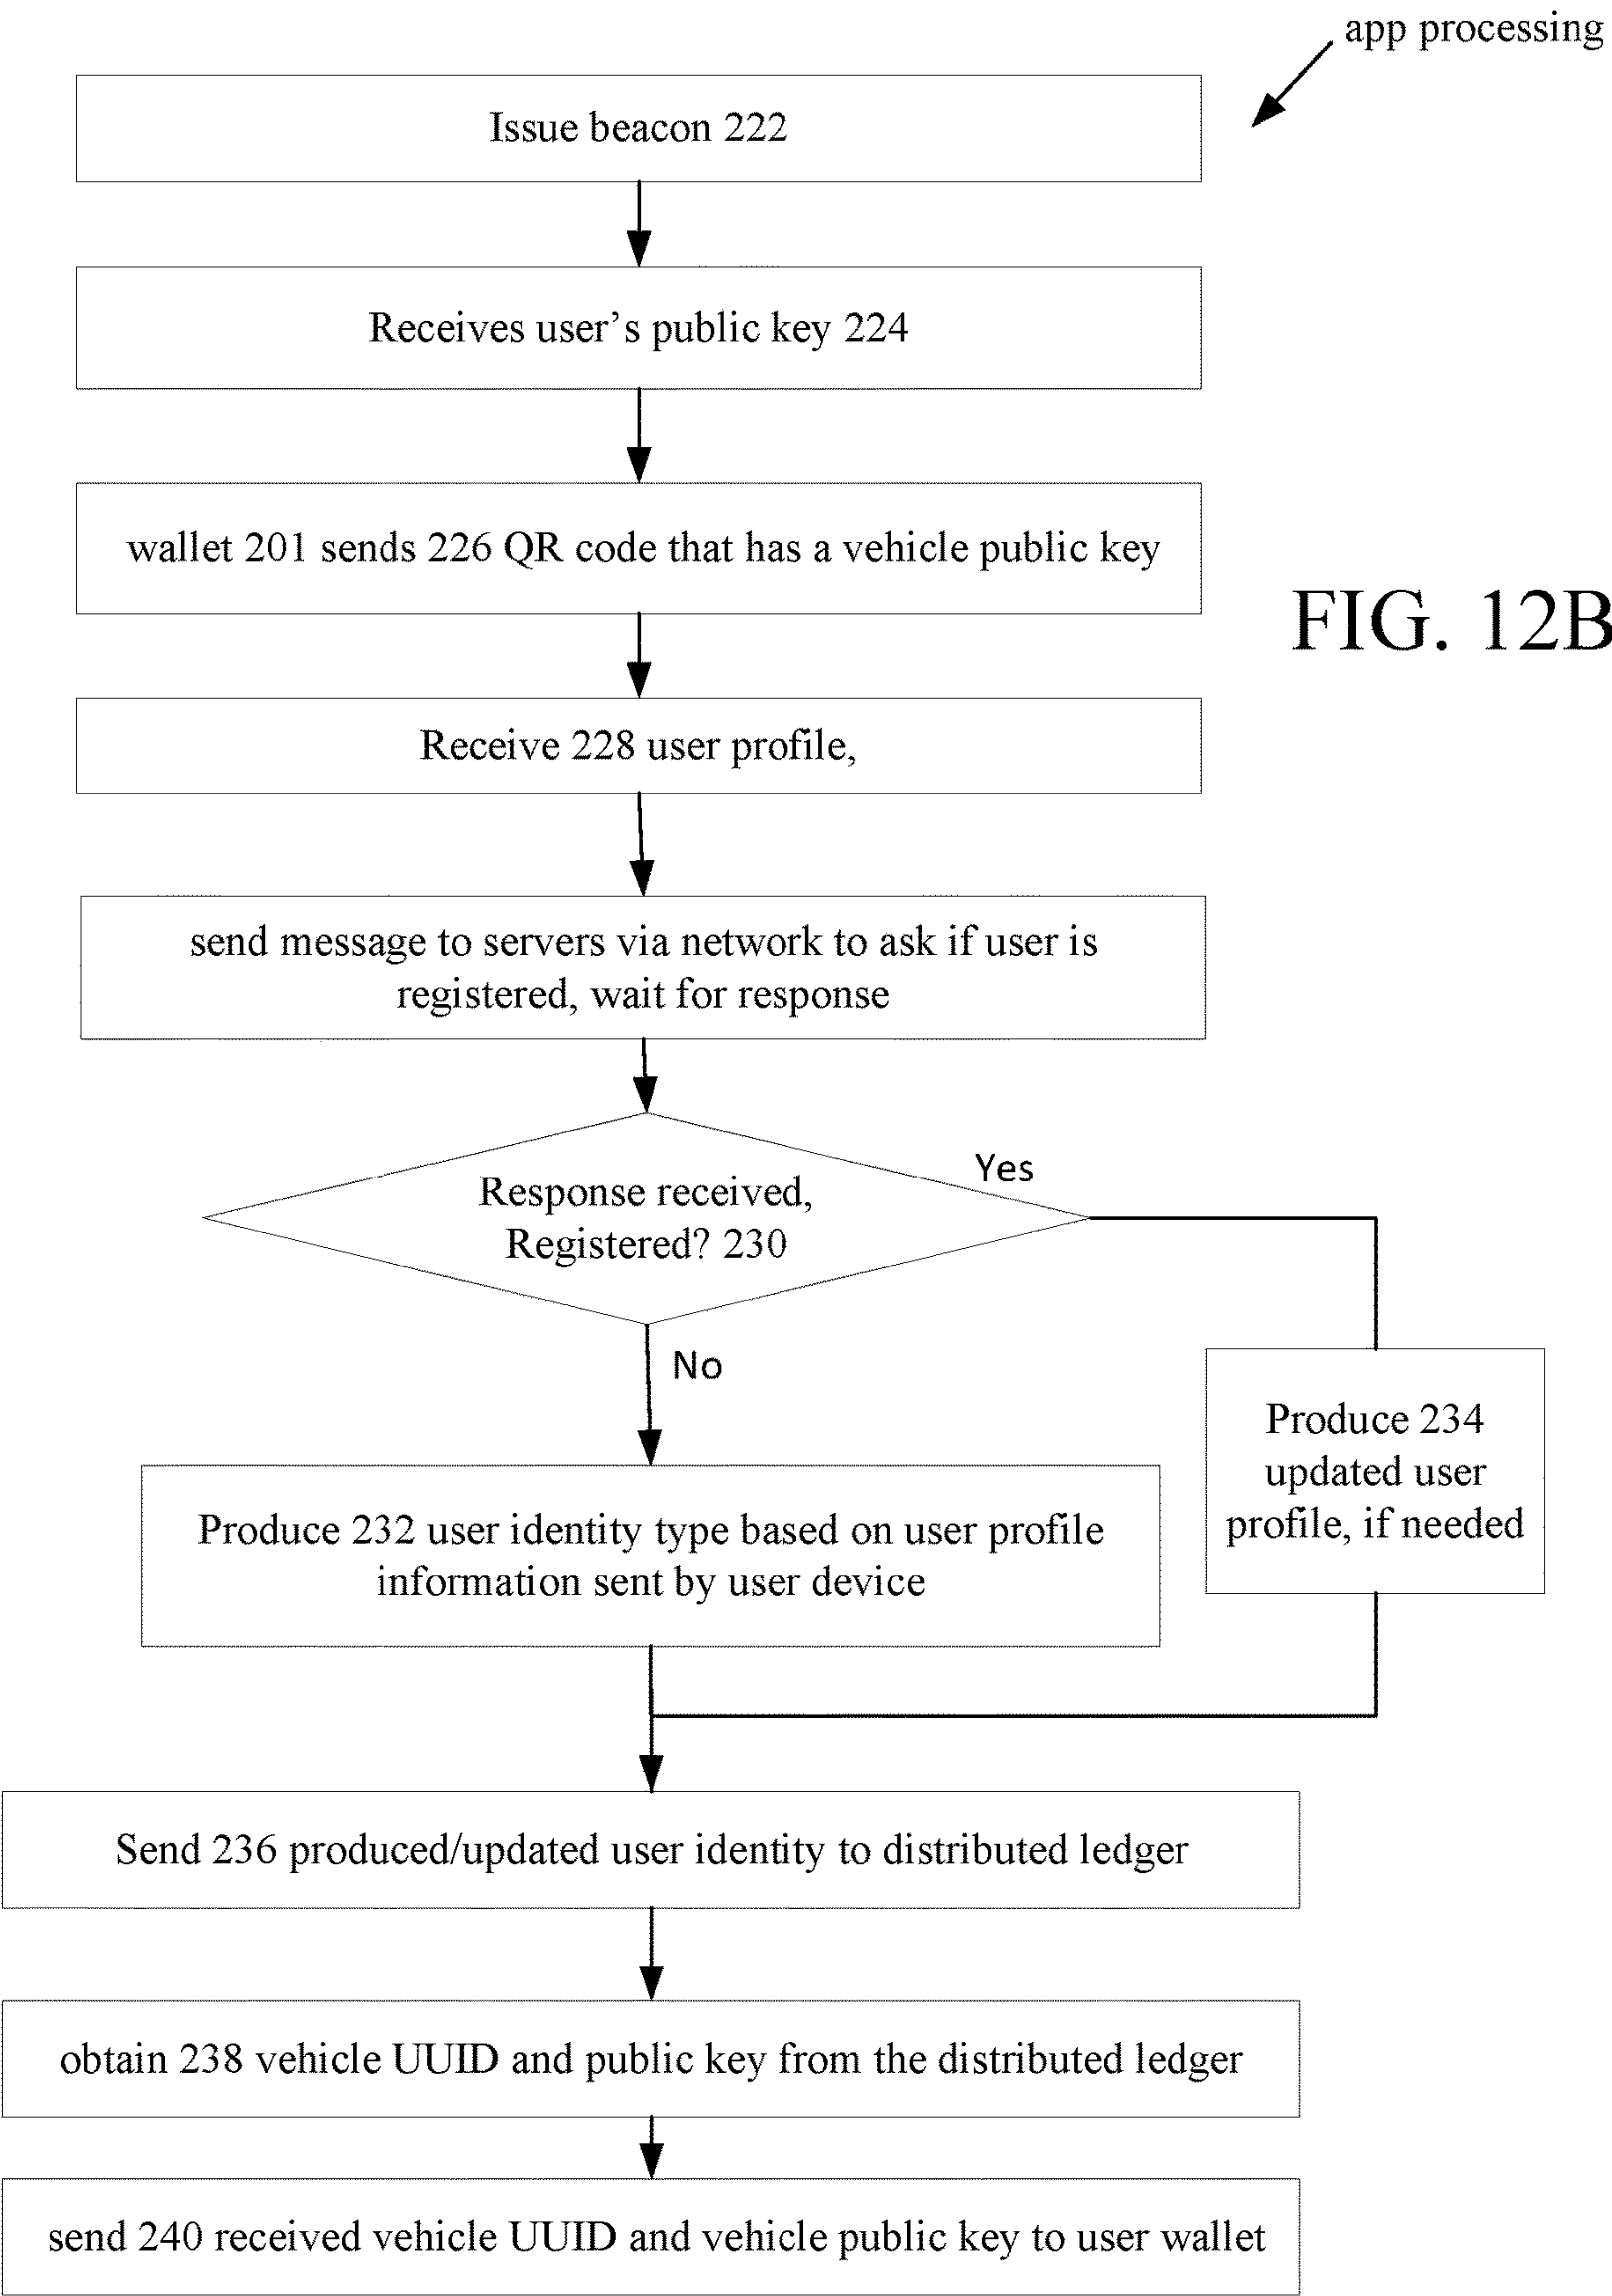 app processing
Issue beacon 222
Receives user’s public key 224
wallet 201 sends 226 QR code that has a vehicle public key
FIG. 12B
Receive 228 user profile,
send message to servers via network to ask if user is
registered, wait for response
Yes
Response received,
Registered? 230
No
Produce 234
updated user
profile, if needed
Produce 232 user identity type based on user profile
information sent by user device
Send 236 produced/updated user identity to distributed ledger
obtain 238 vehicle UUID and public key from the distributed ledger
send 240 received vehicle UUID and vehicle public key to user wallet